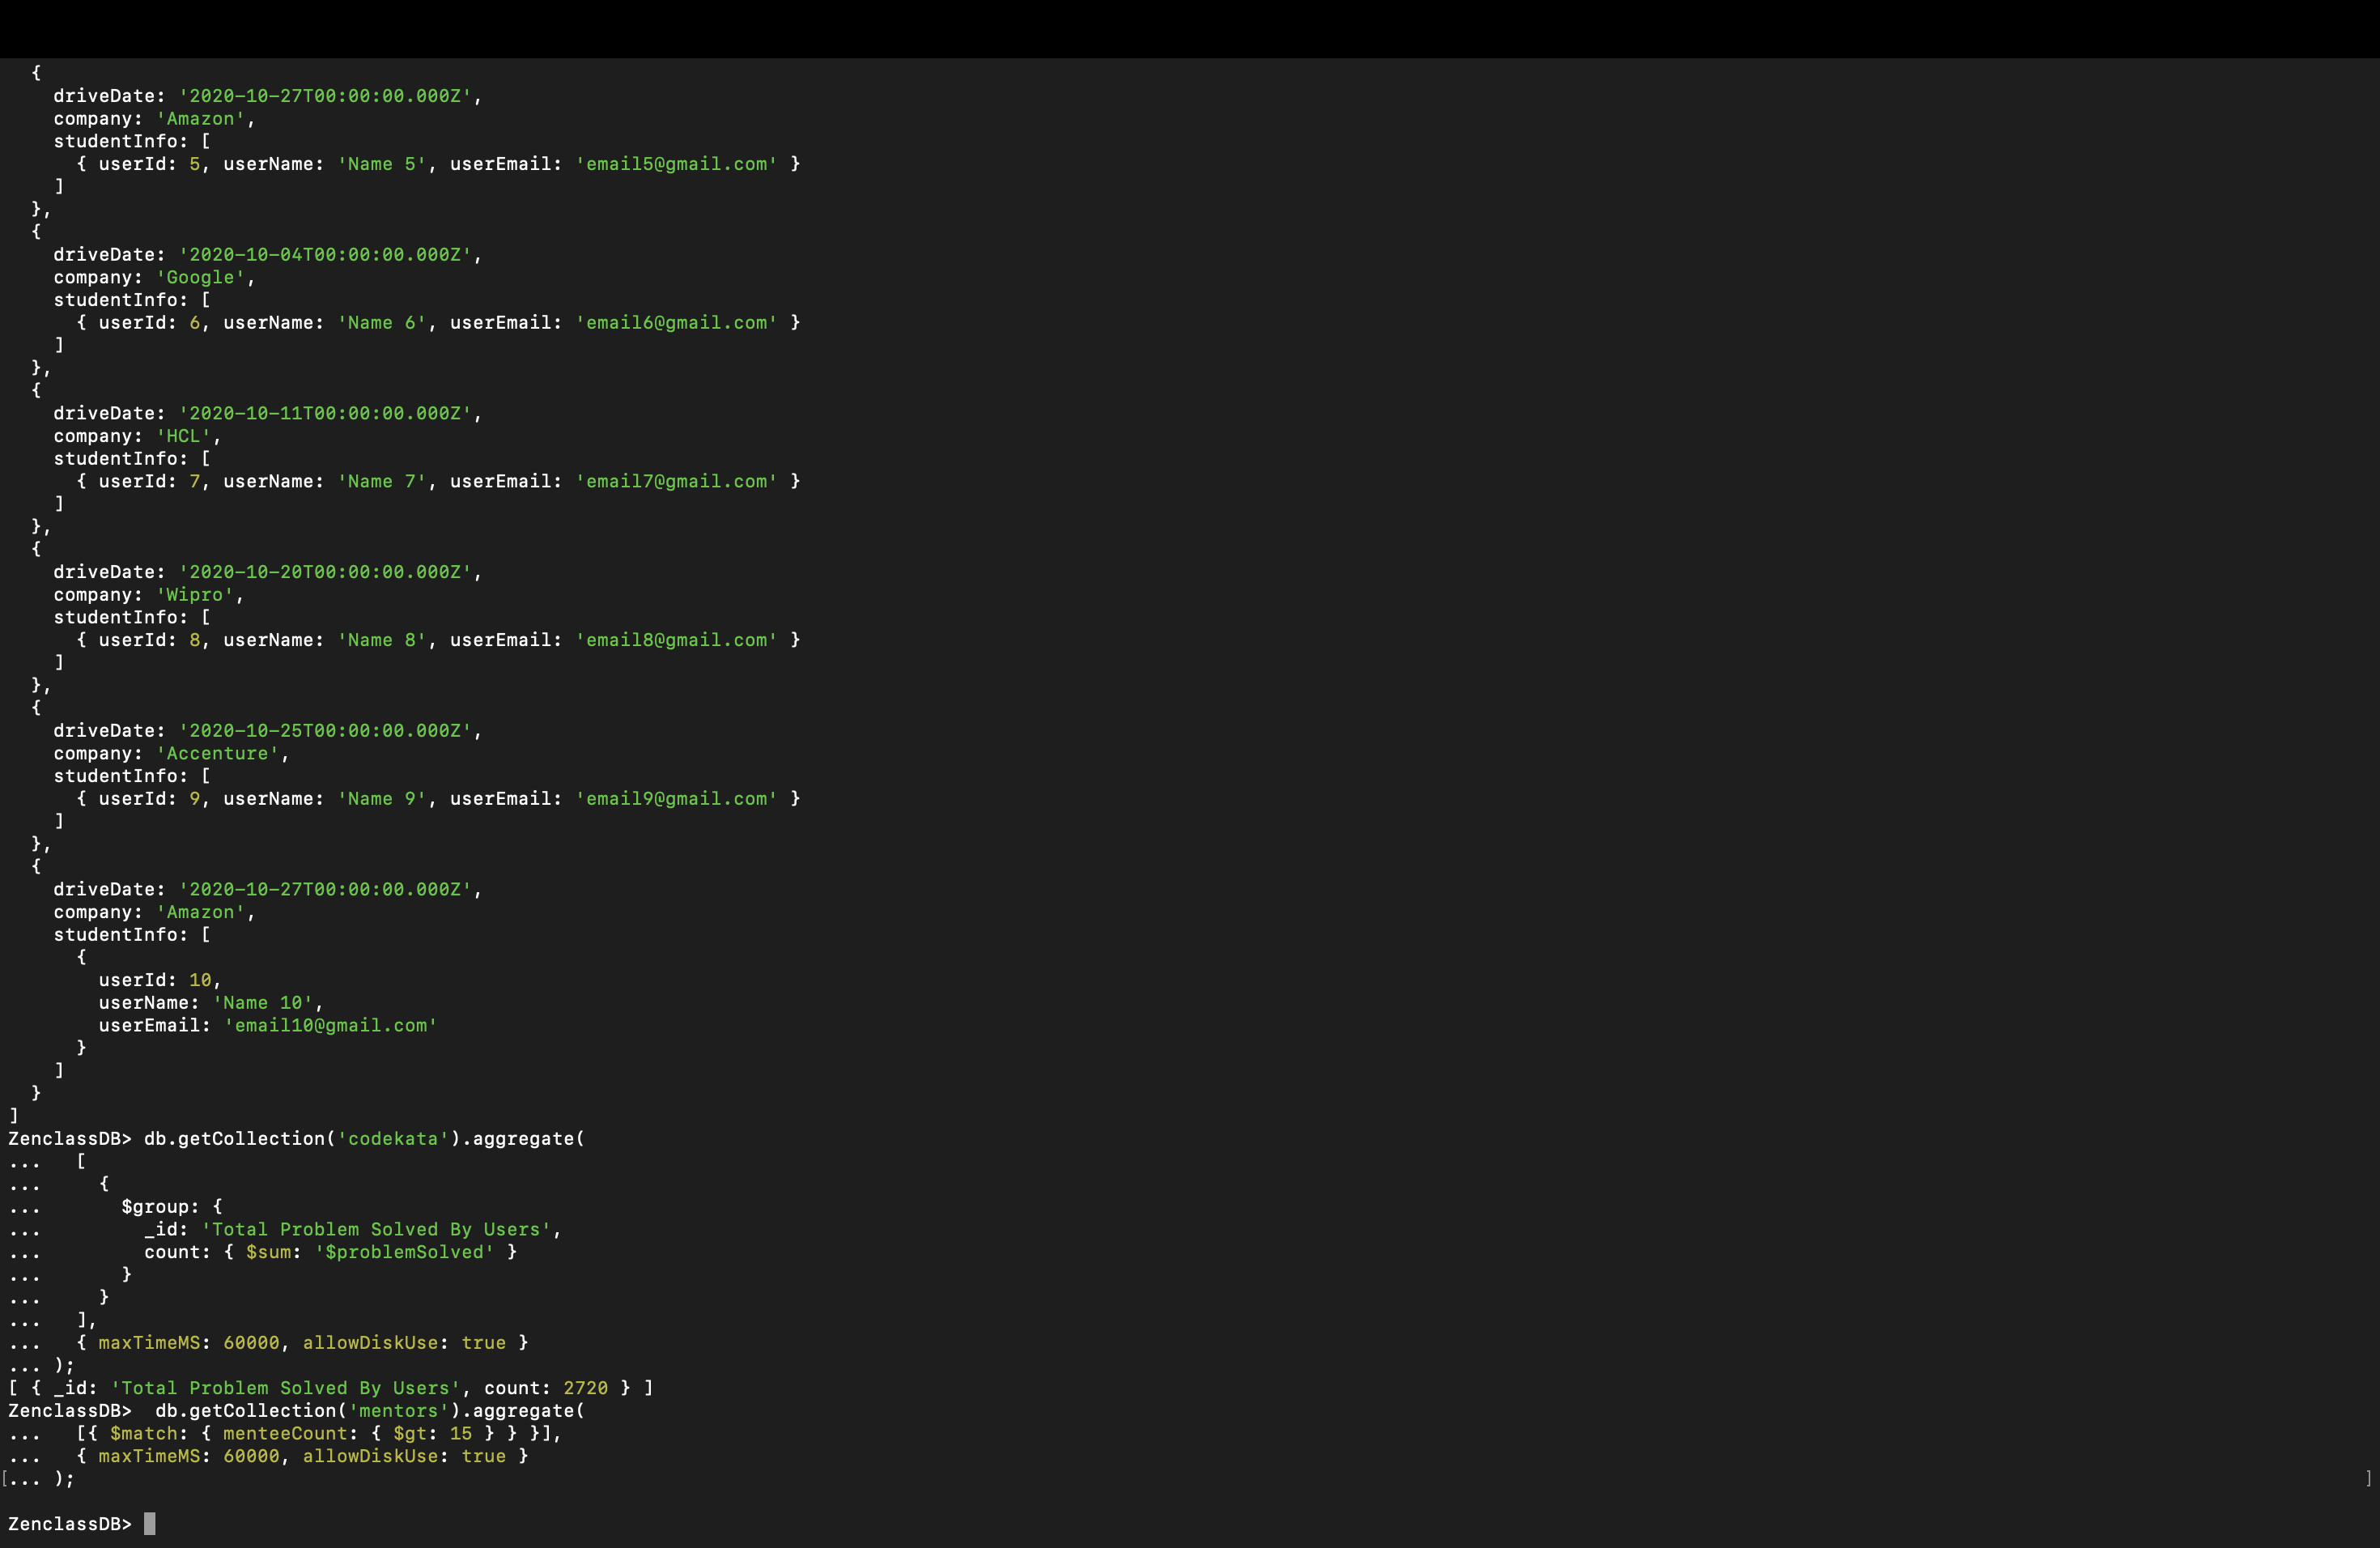 {
    driveDate: '2020-10-27T00:00:00.000Z',
    company: 'Amazon',
    studentInfo: [
      { userId: 5, userName: 'Name 5', userEmail: 'email5@gmail.com' }
    ]
  },
  {
    driveDate: '2020-10-04T00:00:00.000Z',
    company: 'Google',
    studentInfo: [
      { userId: 6, userName: 'Name 6', userEmail: 'email6@gmail.com' }
    ]
  },
  {
    driveDate: '2020-10-11T00:00:00.000Z',
    company: 'HCL',
    studentInfo: [
      { userId: 7, userName: 'Name 7', userEmail: 'email7@gmail.com' }
    ]
  },
  {
    driveDate: '2020-10-20T00:00:00.000Z',
    company: 'Wipro',
    studentInfo: [
      { userId: 8, userName: 'Name 8', userEmail: 'email8@gmail.com' }
    ]
  },
  {
    driveDate: '2020-10-25T00:00:00.000Z',
    company: 'Accenture',
    studentInfo: [
      { userId: 9, userName: 'Name 9', userEmail: 'email9@gmail.com' }
    ]
  },
  {
    driveDate: '2020-10-27T00:00:00.000Z',
    company: 'Amazon',
    studentInfo: [
      {
        userId: 10,
        userName: 'Name 10',
        userEmail: 'email10@gmail.com'
      }
    ]
  }
]
ZenclassDB> db.getCollection('codekata').aggregate(
...   [
...     {
...       $group: {
...         _id: 'Total Problem Solved By Users',
...         count: { $sum: '$problemSolved' }
...       }
...     }
...   ],
...   { maxTimeMS: 60000, allowDiskUse: true }
... );
[ { _id: 'Total Problem Solved By Users', count: 2720 } ]
ZenclassDB>  db.getCollection('mentors').aggregate(
...   [{ $match: { menteeCount: { $gt: 15 } } }],
...   { maxTimeMS: 60000, allowDiskUse: true }
[... ); ]
ZenclassDB>